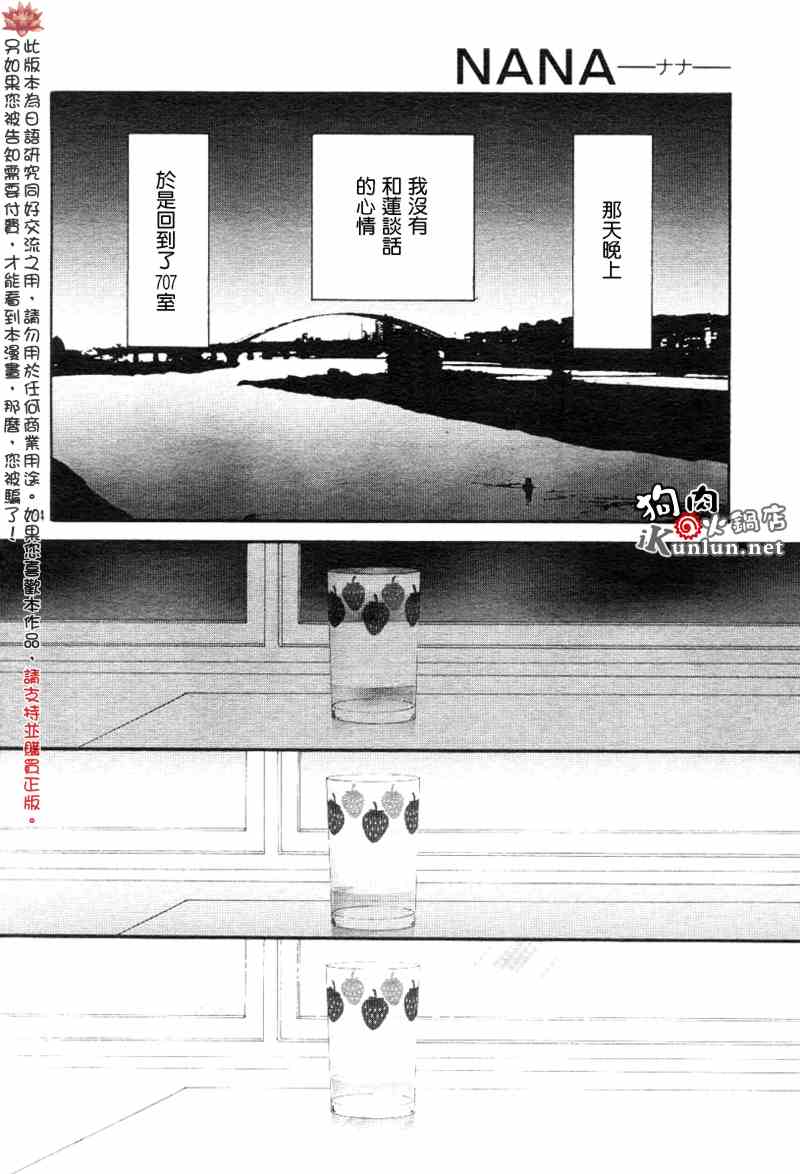 NANA—ナナ—
那天晚上
我沒有
和蓮談話
的心情
於是回到了707室
狗肉火鍋店
iKunlun.net
此版本為日語研究同好交流之用，請勿用於任何商業用途。如果您喜歡本作品，請支持並購買正版。
另如果您被告知需要付費，才能看到本漫畫，那麼，您被騙了！